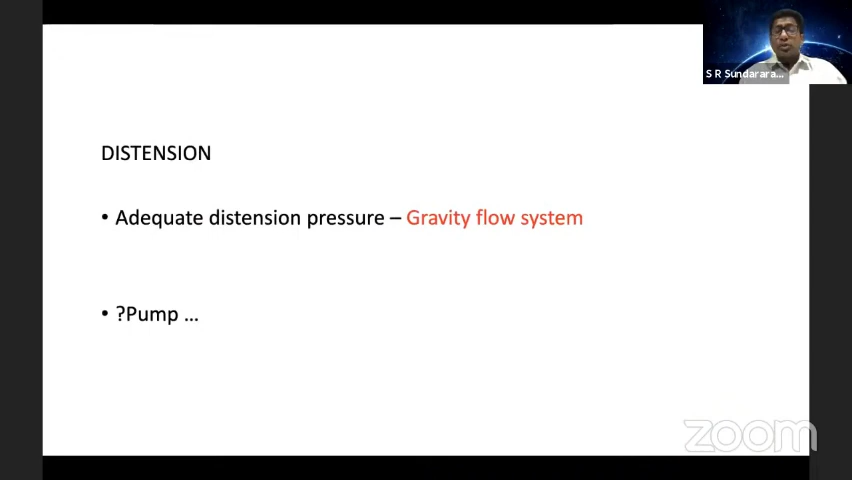 S R Sundarara...
DISTENSION
• Adequate distension pressure – Gravity flow system
• ?Pump ...
zoom